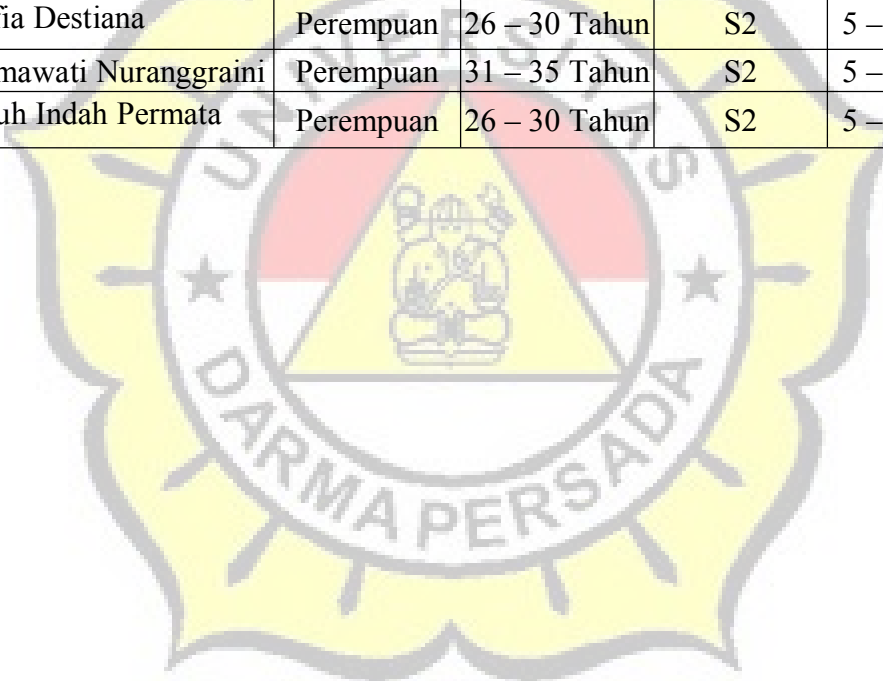 fia Destiana Perempuan 26 – 30 Tahun S2 5 –
mawati Nuranggraini Perempuan 31 – 35 Tahun S2 5 –
uh Indah Permata Perempuan 26 – 30 Tahun S2 5 –
UNIVERSITAS
DARMA PERSADA